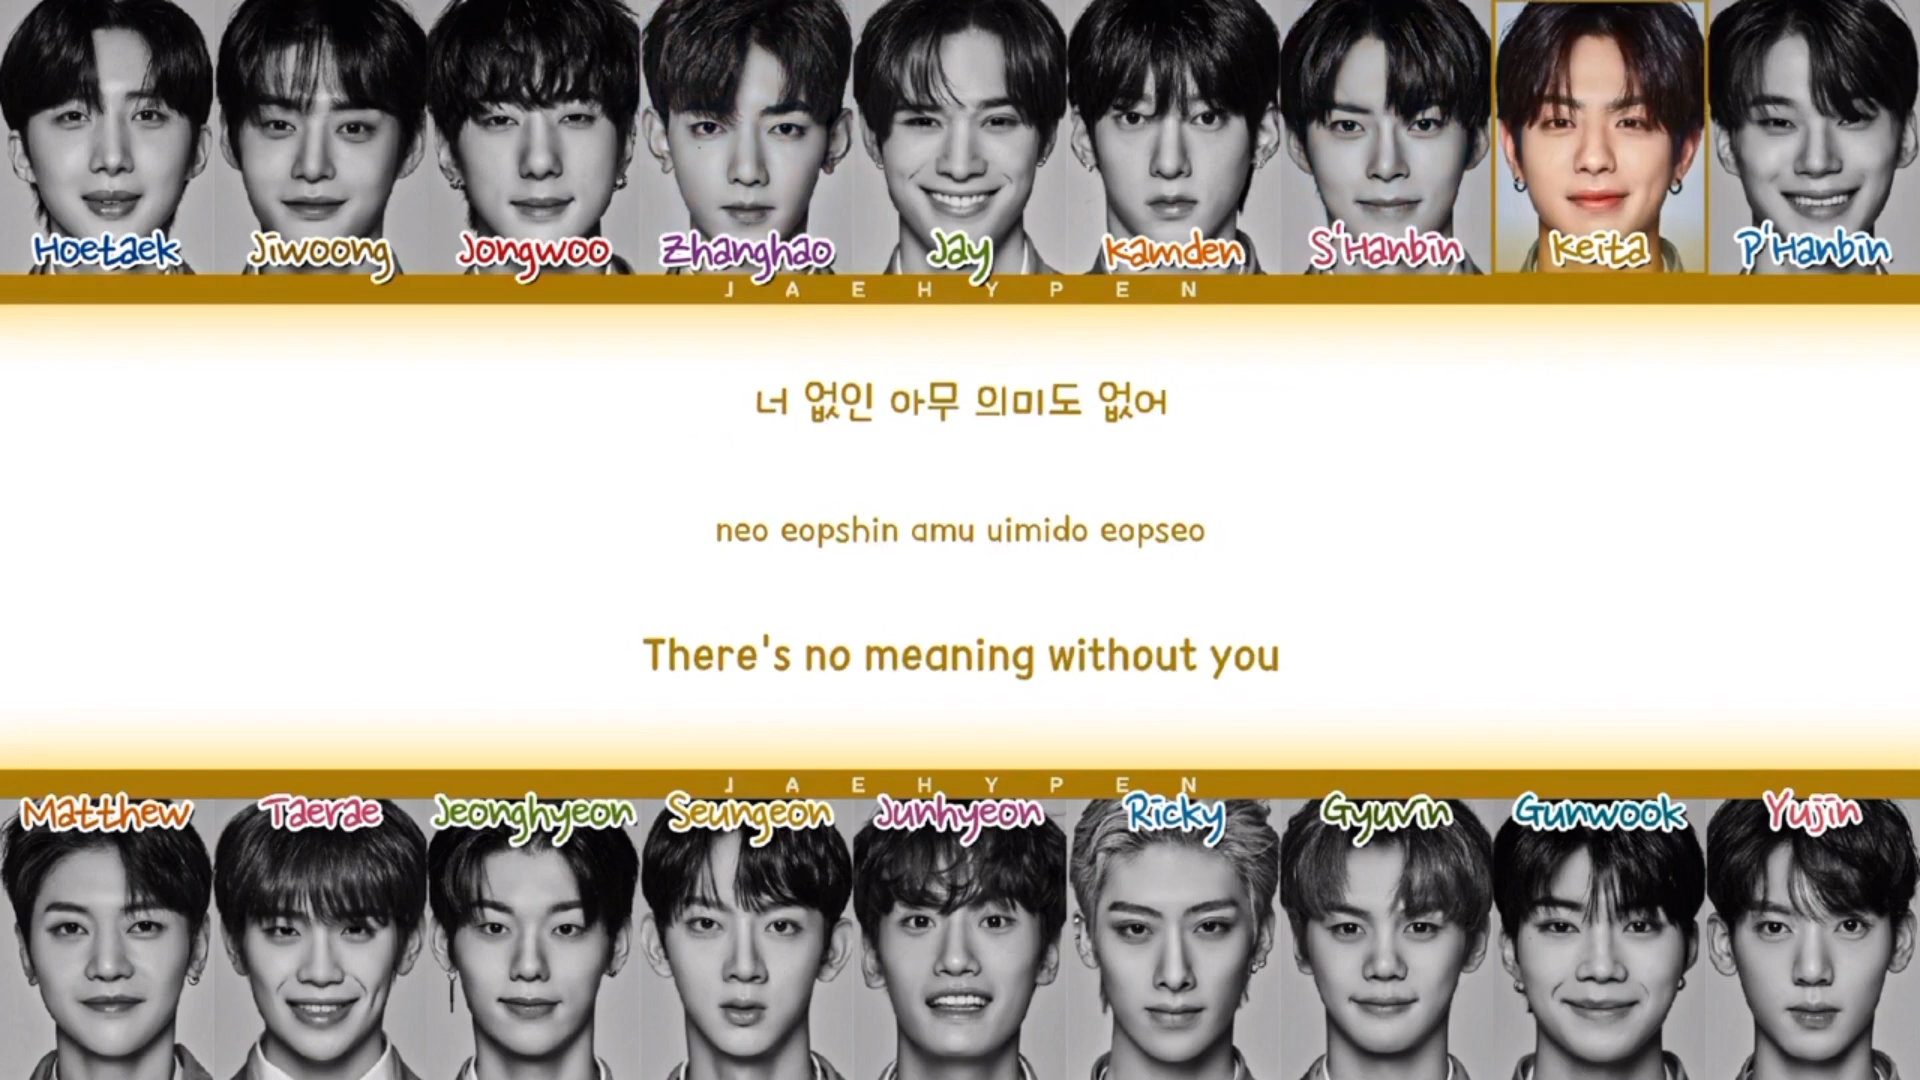 Hoetaek Jiwoong Jongwoo Zhanghao Jay Kamden S'Hanbin Keita P'Hanbin
JAEHYPEN
너 없인 아무 의미도 없어
neo eopshin amu uimido eopseo
There's no meaning without you
JAEHYPEN
Matthew Taerae Jeonghyeon Seungeon Junhyeon Ricky Gyuvin Gunwook Yujin